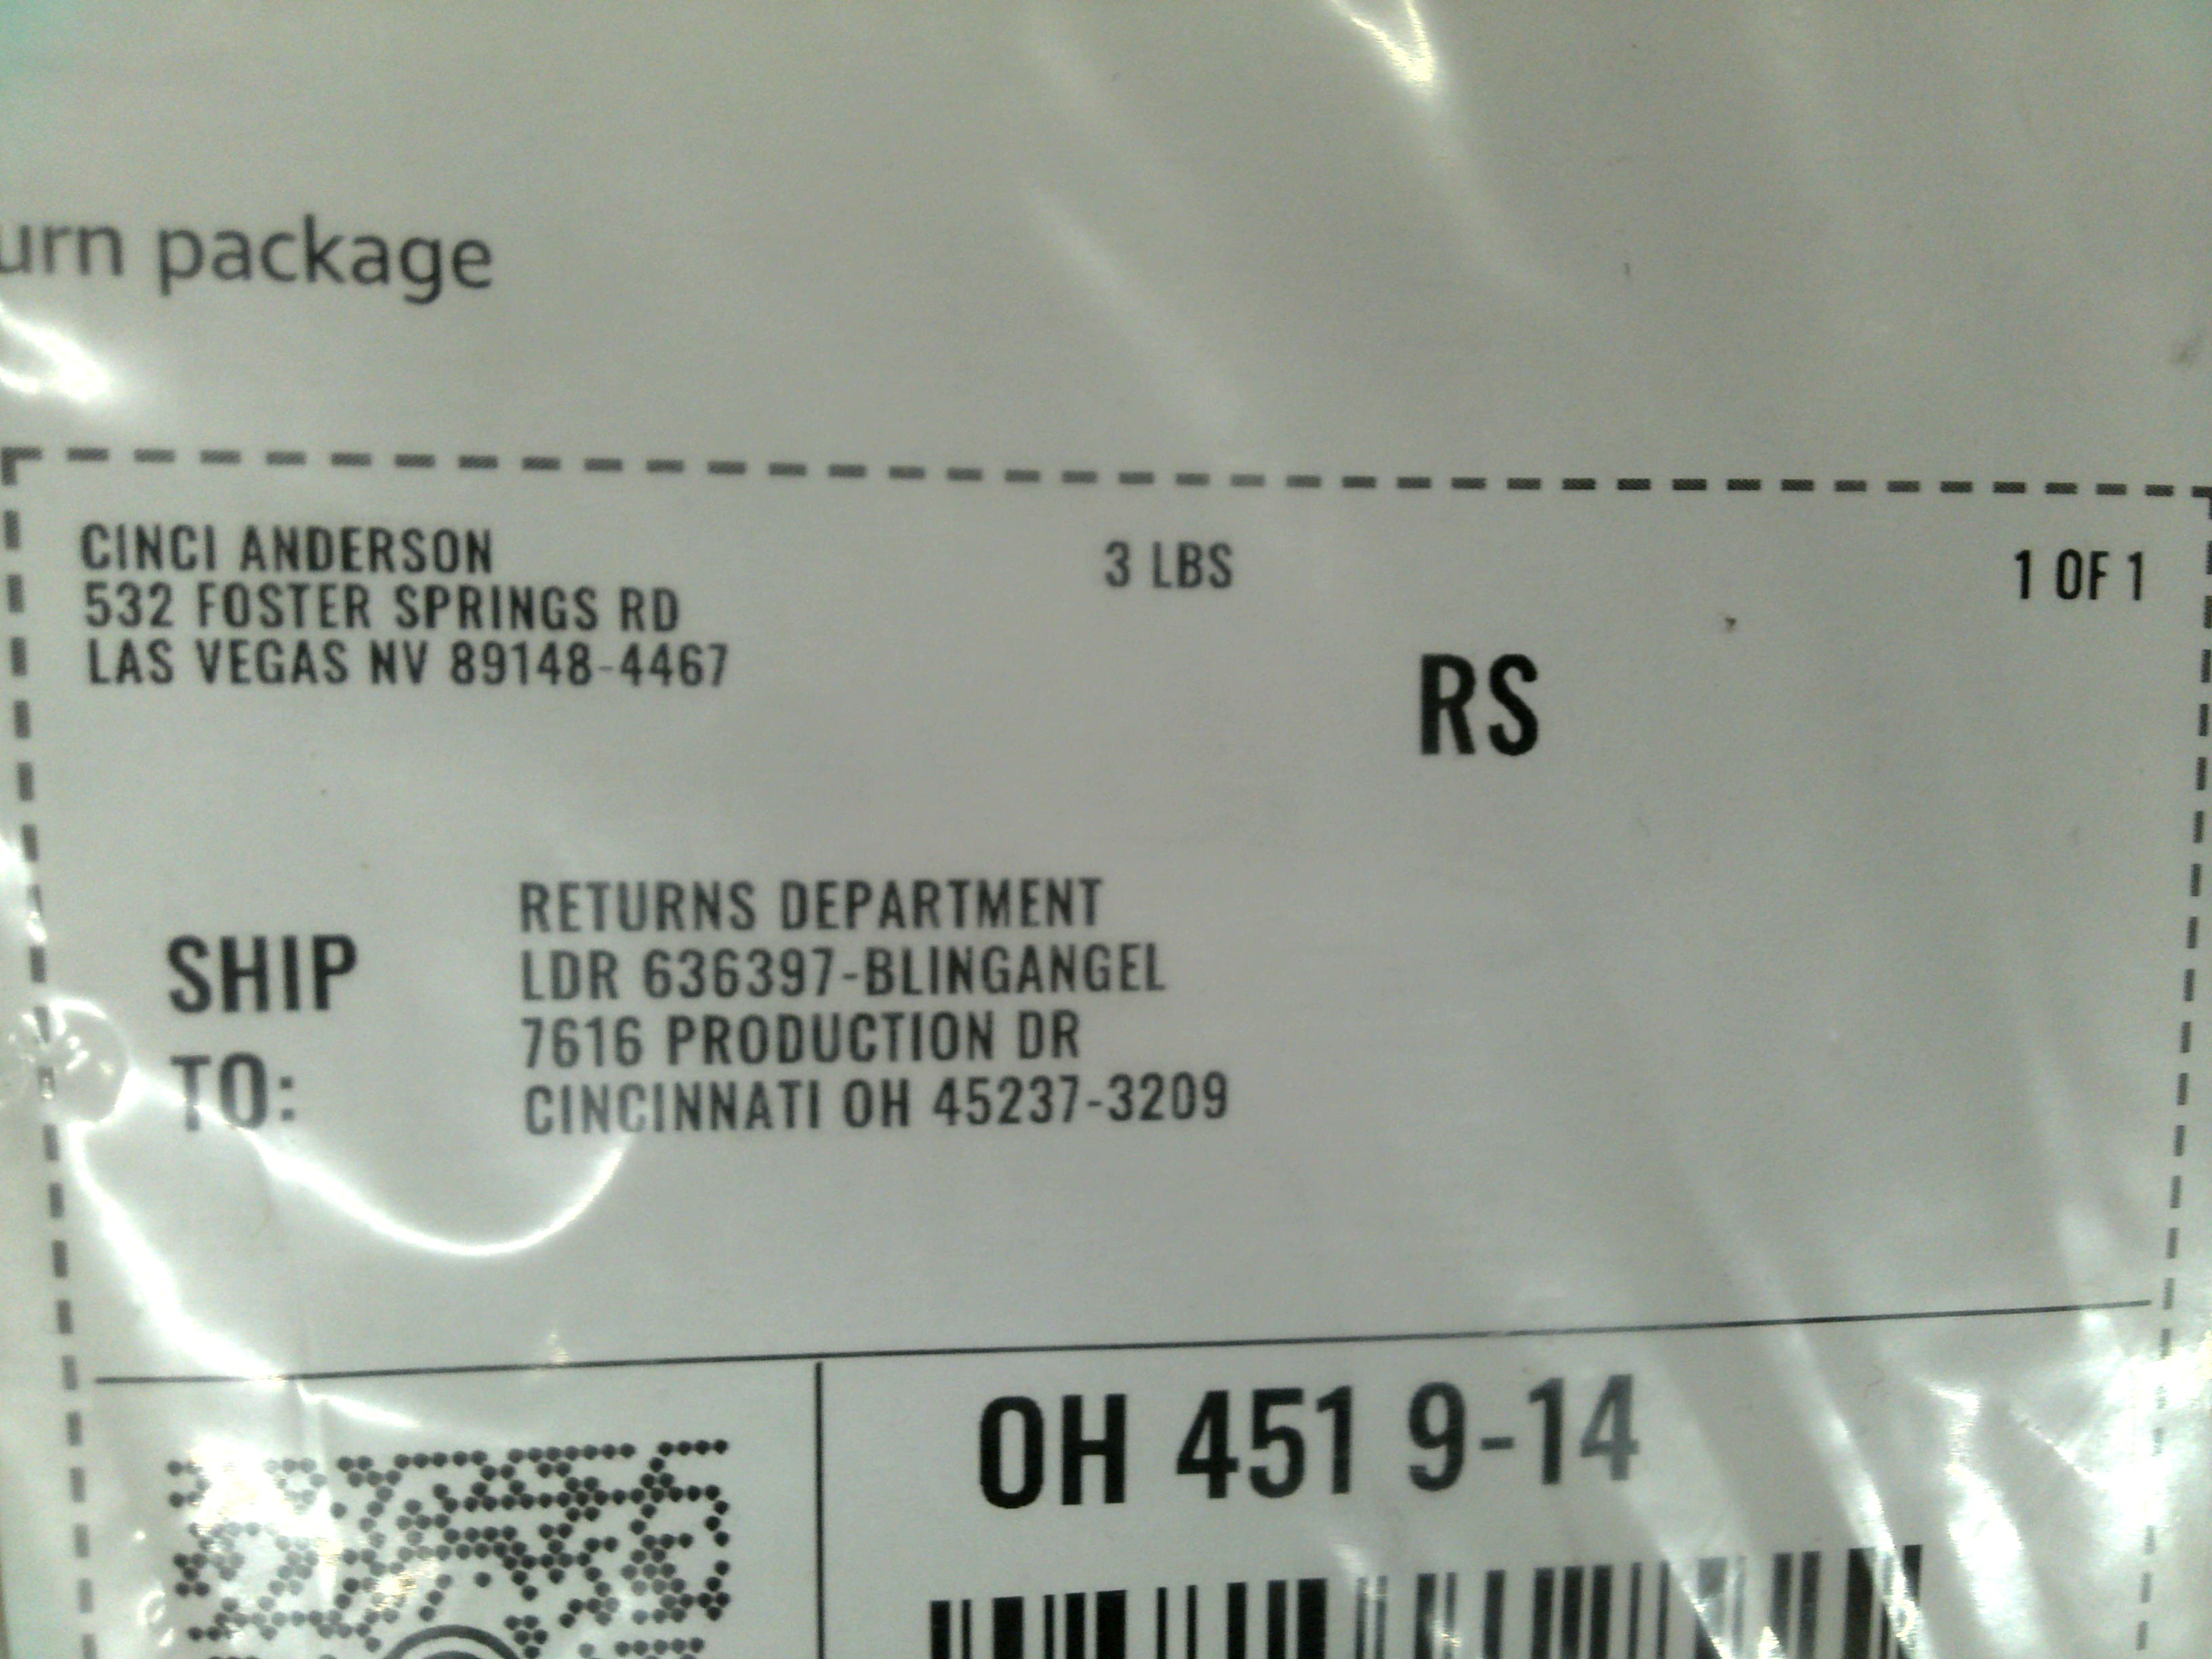 urn package
CINCI ANDERSON
532 FOSTER SPRINGS RD
LAS VEGAS NV 89148-4467
3 LBS
1 OF 1
RS
SHIP
TO:
RETURNS DEPARTMENT
LDR 636397-BLINGANGEL
7616 PRODUCTION DR
CINCINNATI OH 45237-3209
OH 451 9-14